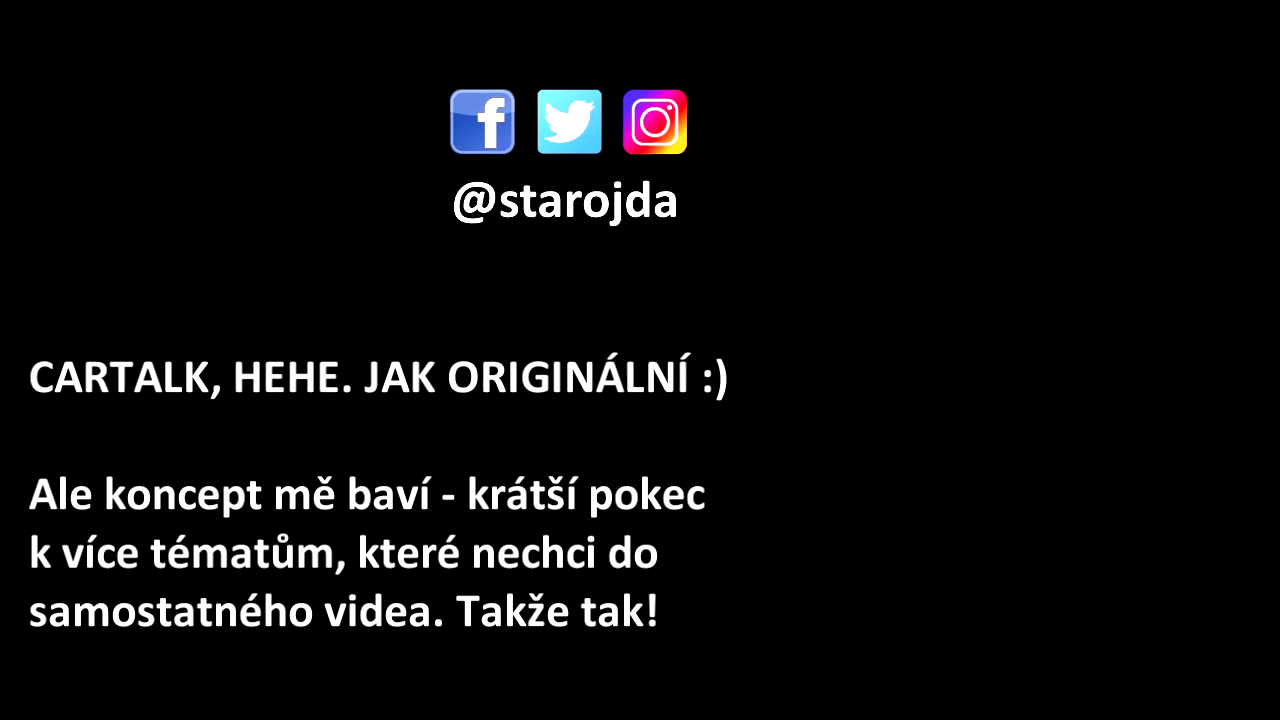 @starojda
CARTALK, HEHE. JAK ORIGINÁLNÍ :)
Ale koncept mě baví - krátší pokec
k více tématům, které nechci do
samostatného videa. Takže tak!